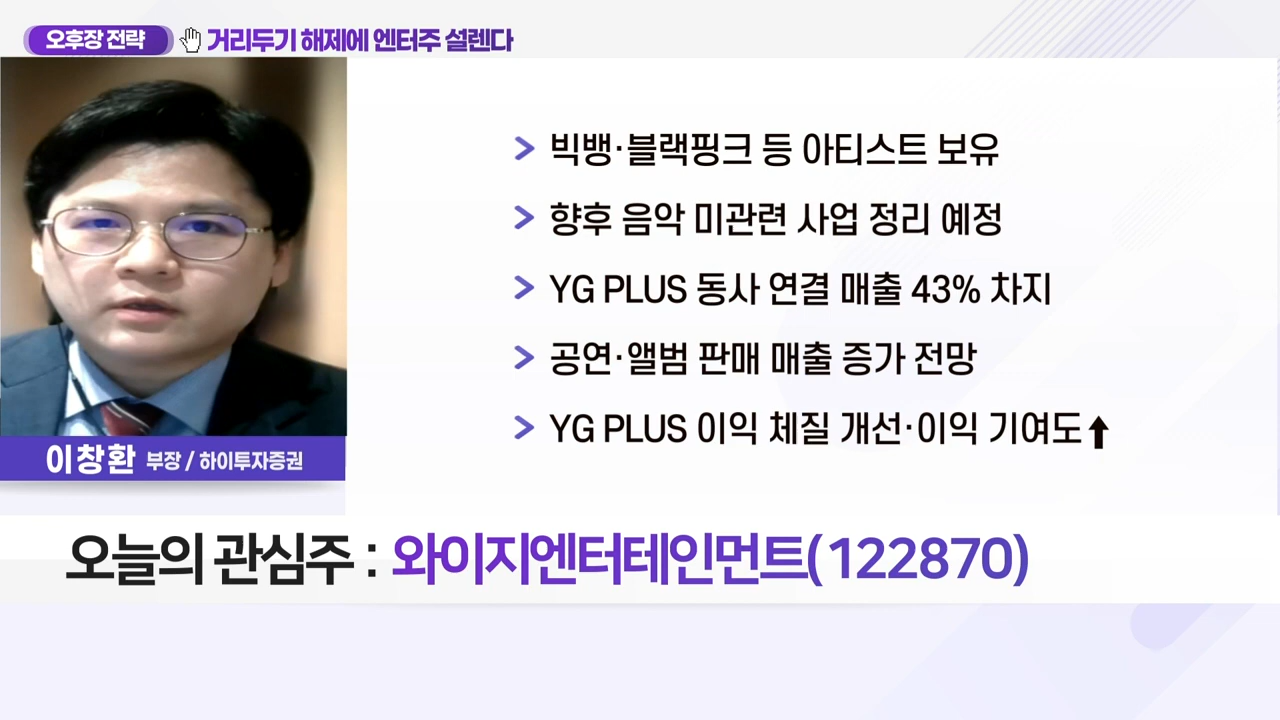 오후장 전략 거리두기 해제에 엔터주 설렌다
빅뱅·블랙핑크 등 아티스트 보유
향후 음악 미관련 사업 정리 예정
YG PLUS 동사 연결 매출 43% 차지
공연·앨범 판매 매출 증가 전망
YG PLUS 이익 체질 개선·이익 기여도⬆
이창환 부장 / 하이투자증권
오늘의 관심주 : 와이지엔터테인먼트(122870)